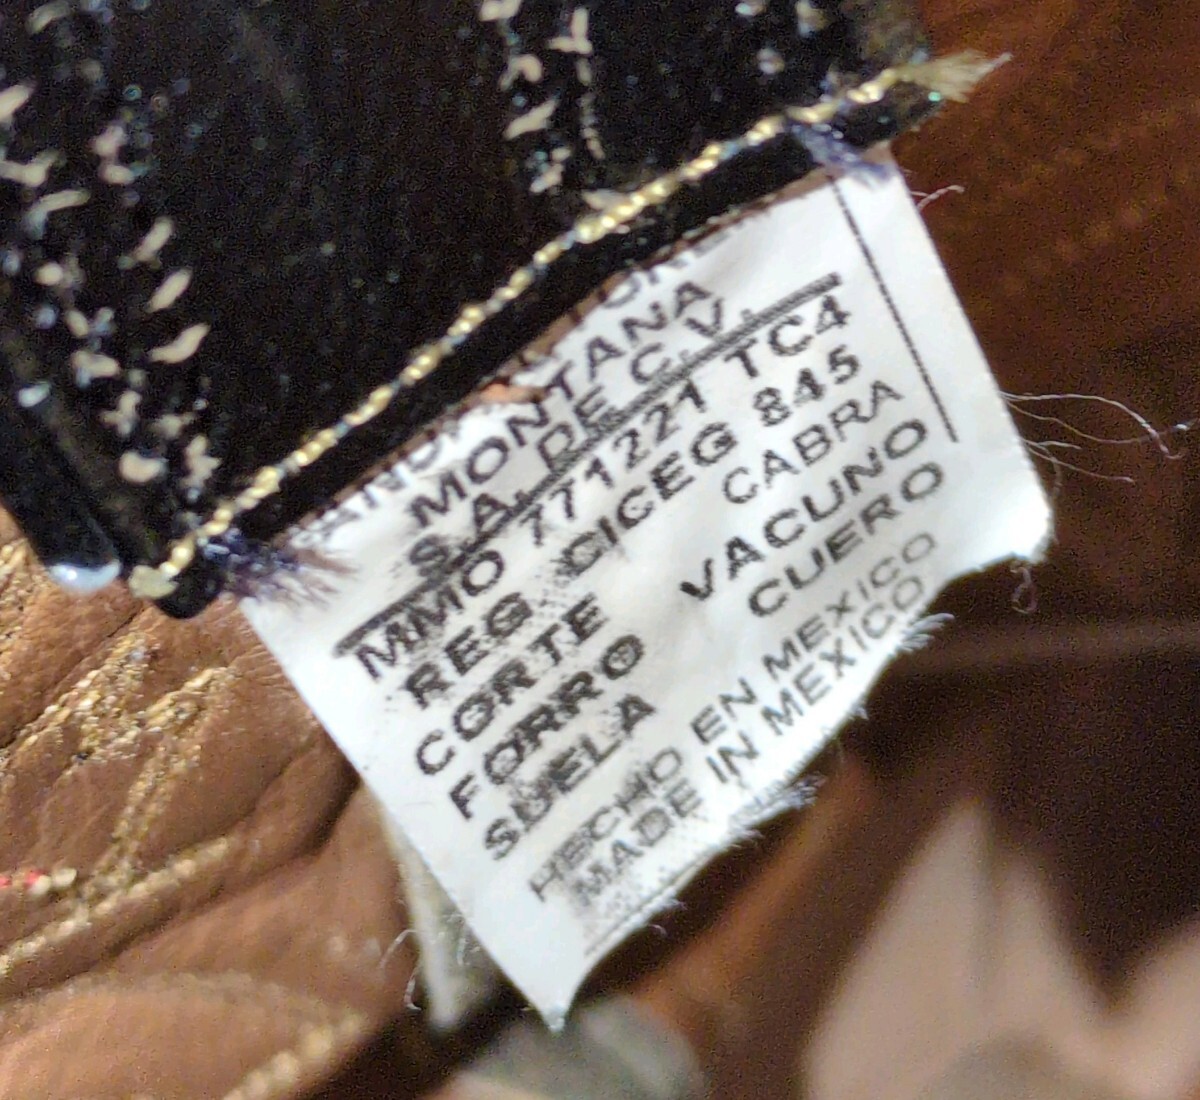 MONTANA
S.A. DE C.V.
MMO 771221 TC4
REG CICEG 845
CORTE CABRA
FORRO VACUNO
SUELA CUERO
HECHO EN MEXICO
MADE IN MEXICO